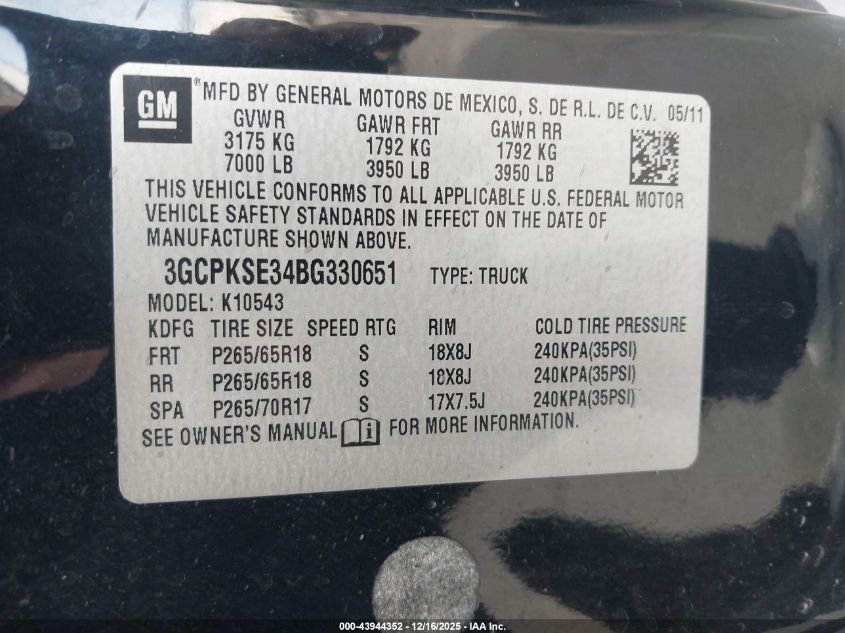 GM
® MFD BY GENERAL MOTORS DE MEXICO, S. DE R.L. DE C.V. 05/11
GVWR GAWR FRT GAWR RR
3175 KG 1792 KG 1792 KG
7000 LB 3950 LB 3950 LB
THIS VEHICLE CONFORMS TO ALL APPLICABLE U.S. FEDERAL MOTOR
VEHICLE SAFETY STANDARDS IN EFFECT ON THE DATE OF
MANUFACTURE SHOWN ABOVE.
3GCPKSE34BG330651 TYPE: TRUCK
MODEL: K10543
KDFG TIRE SIZE SPEED RTG RIM COLD TIRE PRESSURE
FRT P265/65R18 S 18X8J 240KPA(35PSI)
RR P265/65R18 S 18X8J 240KPA(35PSI)
SPA P265/70R17 S 17X7.5J 240KPA(35PSI)
SEE OWNER'S MANUAL i FOR MORE INFORMATION.
000-43944352 - 12/16/2025 - IAA Inc.